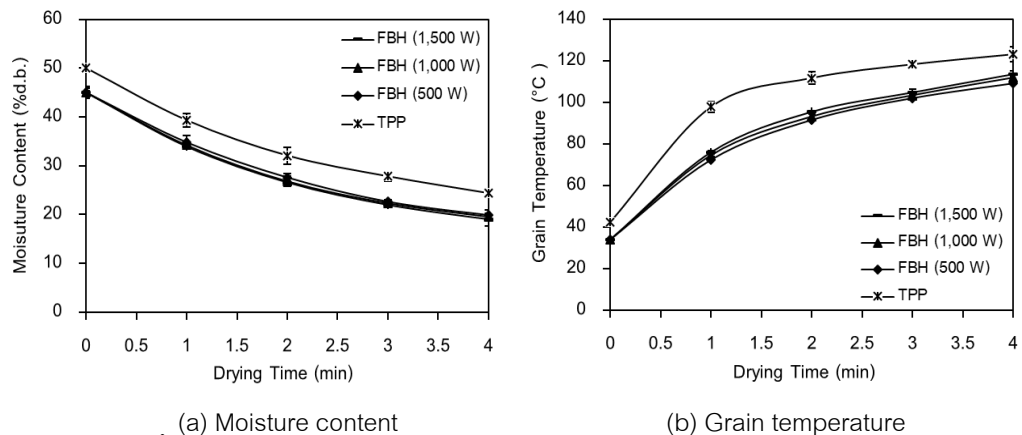 60
50
40
30
20
10
0
Moisuture Content (%d.b.)
FBH (1,500 W)
FBH (1,000 W)
FBH (500 W)
TPP
0 0.5 1 1.5 2 2.5 3 3.5 4
Drying Time (min)
(a) Moisture content
140
120
100
80
60
40
20
0
Grain Temperature (°C)
FBH (1,500 W)
FBH (1,000 W)
FBH (500 W)
TPP
0 0.5 1 1.5 2 2.5 3 3.5 4
Drying Time (min)
(b) Grain temperature